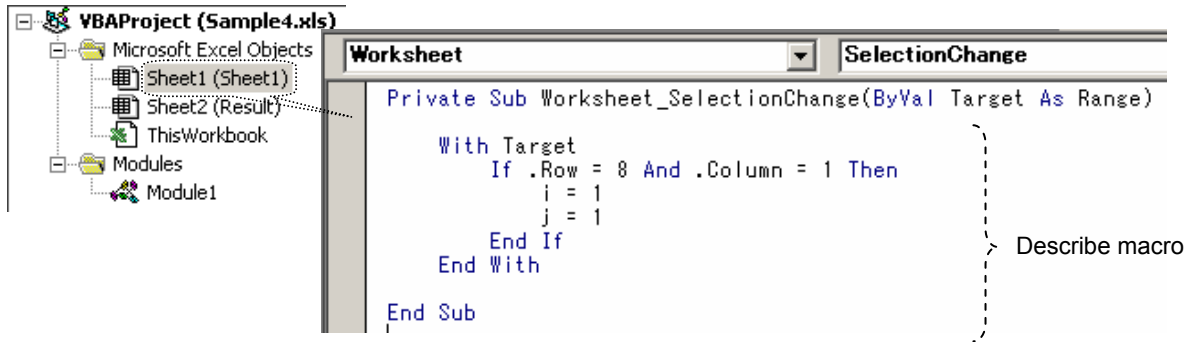 VBAProject (Sample4.xls)
Microsoft Excel Objects
Sheet1 (Sheet1)
Sheet2 (Result)
ThisWorkbook
Modules
Module1
Worksheet
SelectionChange
Private Sub Worksheet_SelectionChange(ByVal Target As Range)
With Target
If .Row = 8 And .Column = 1 Then
i = 1
j = 1
End If
End With
End Sub
Describe macro